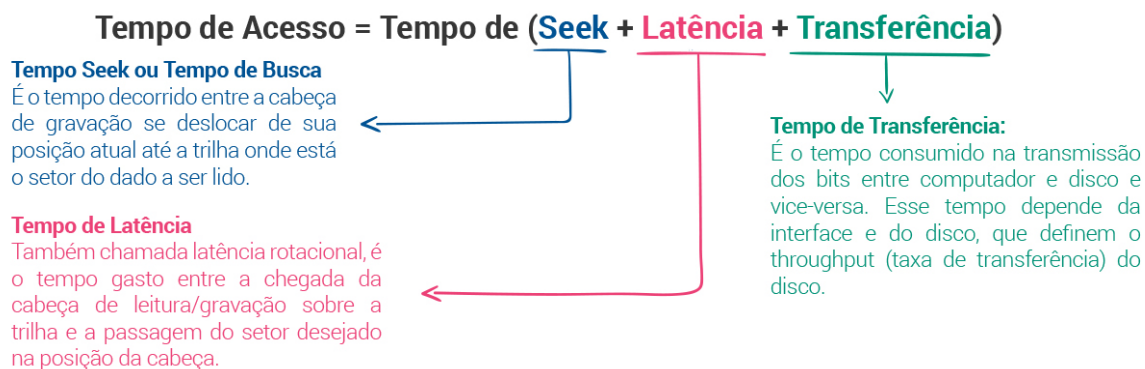 Tempo de Acesso = Tempo de (Seek + Latência + Transferência)
Tempo Seek ou Tempo de Busca
É o tempo decorrido entre a cabeça
de gravação se deslocar de sua
posição atual até a trilha onde está
o setor do dado a ser lido.
Tempo de Latência
Também chamada latência rotacional, é
o tempo gasto entre a chegada da
cabeça de leitura/gravação sobre a
trilha e a passagem do setor desejado
na posição da cabeça.
Tempo de Transferência:
É o tempo consumido na transmissão
dos bits entre computador e disco e
vice-versa. Esse tempo depende da
interface e do disco, que definem o
throughput (taxa de transferência) do
disco.